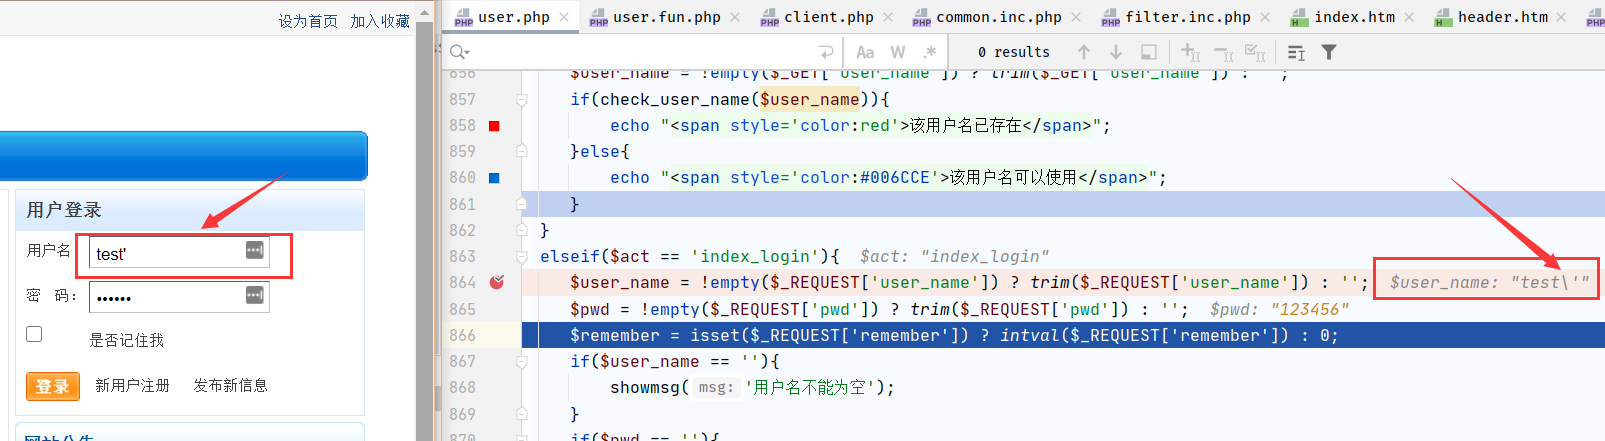 设为首页 加入收藏
用户登录
用户名 test'
密 码: ••••••
是否记住我
登录 新用户注册 发布新信息
网站公告
user.php user.fun.php client.php common.inc.php filter.inc.php index.htm header.htm
Aa W .* 0 results
856 $user_name = !empty($_GET['user_name']) ? trim($_GET['user_name']) : '';
857 if(check_user_name($user_name)){
858 echo "<span style='color:red'>该用户名已存在</span>";
859 }else{
860 echo "<span style='color:#006CCE'>该用户名可以使用</span>";
861 }
862 }
863 elseif($act == 'index_login'){ $act: "index_login"
864 $user_name = !empty($_REQUEST['user_name']) ? trim($_REQUEST['user_name']) : ''; $user_name: "test\'"
865 $pwd = !empty($_REQUEST['pwd']) ? trim($_REQUEST['pwd']) : ''; $pwd: "123456"
866 $remember = isset($_REQUEST['remember']) ? intval($_REQUEST['remember']) : 0;
867 if($user_name == ''){
868 showmsg( msg: '用户名不能为空');
869 }
870 if($pwd == ''){